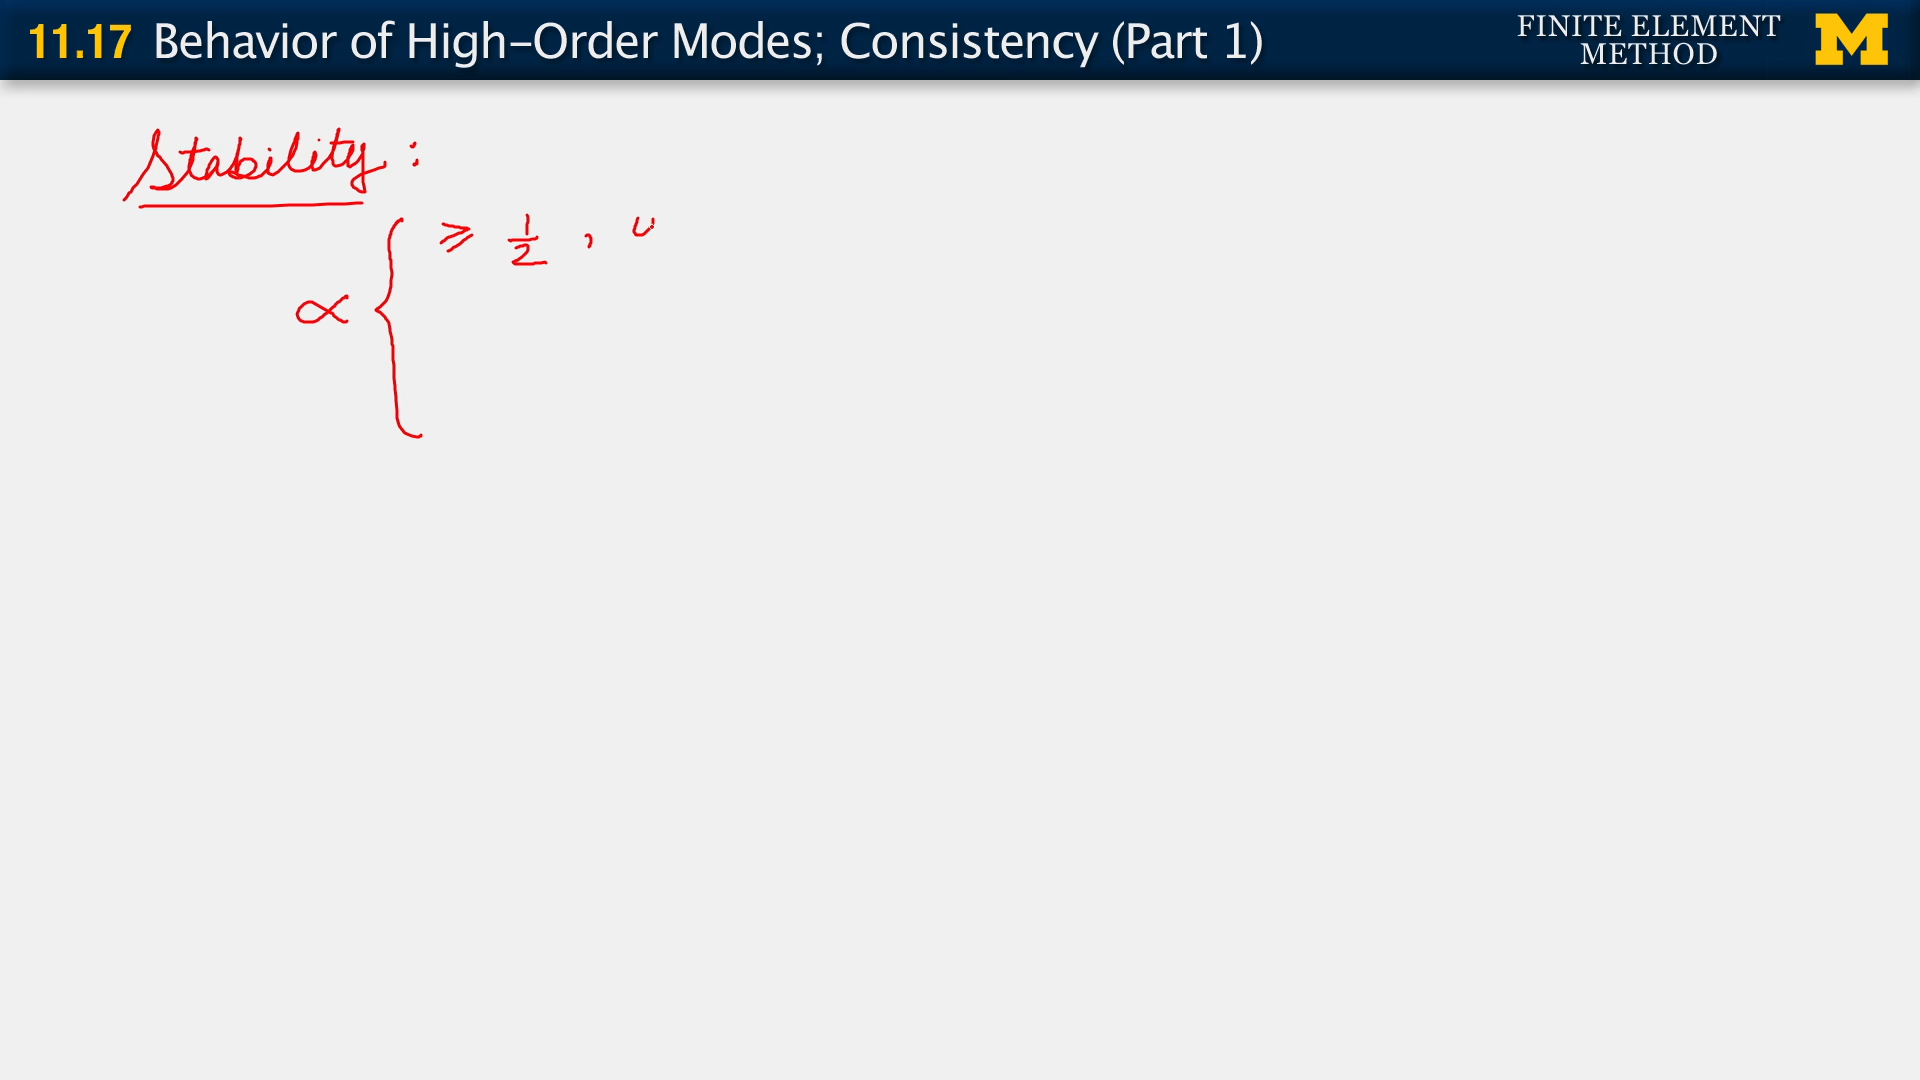 11.17 Behavior of High-Order Modes; Consistency (Part 1)
FINITE ELEMENT
METHOD
M
Stability:
α { ≥ 1/2 , u